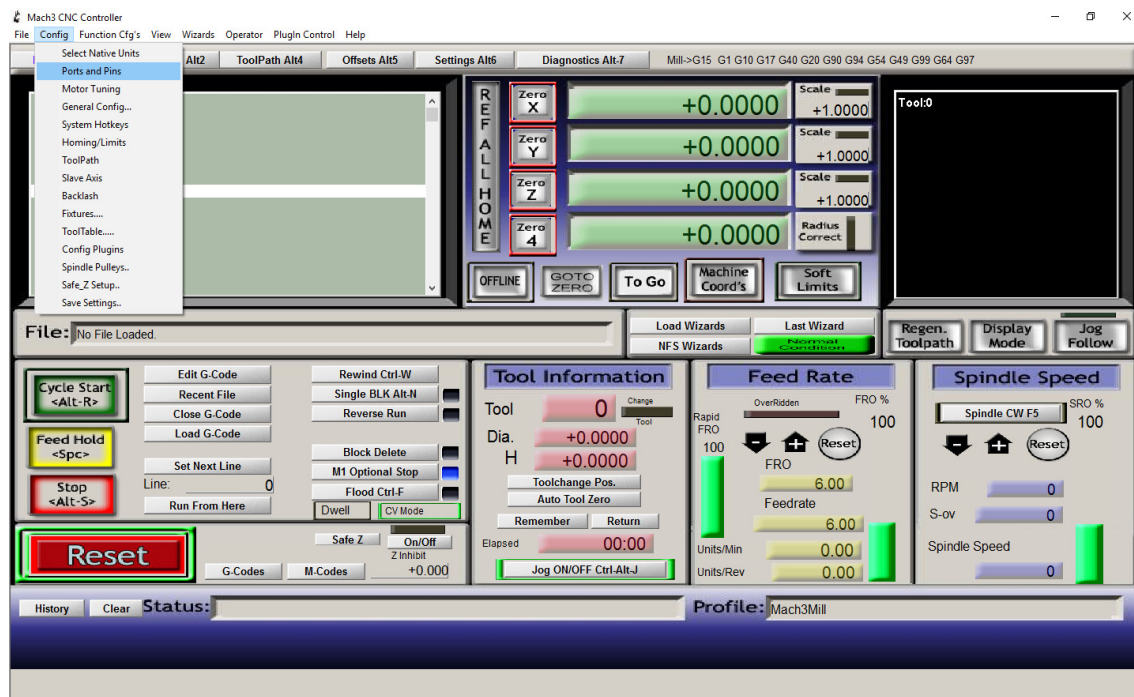 Mach3 CNC Controller
File Config Function Cfg's View Wizards Operator PlugIn Control Help
Select Native Units
Ports and Pins
Motor Tuning
General Config...
System Hotkeys
Homing/Limits
ToolPath
Slave Axis
Backlash
Fixtures....
ToolTable.....
Config Plugins
Spindle Pulleys..
Safe_Z Setup..
Save Settings..
Alt2 ToolPath Alt4 Offsets Alt5 Settings Alt6 Diagnostics Alt-7 Mill->G15 G1 G10 G17 G40 G20 G90 G94 G54 G49 G99 G64 G97
REF ALL HOME
Zero X +0.0000 Scale +1.0000
Zero Y +0.0000 Scale +1.0000
Zero Z +0.0000 Scale +1.0000
Zero 4 +0.0000 Radius Correct
OFFLINE GOTO ZERO To Go Machine Coord's Soft Limits
Tool:0
File: No File Loaded.
Load Wizards Last Wizard
NFS Wizards Normal Condition
Regen. Toolpath Display Mode Jog Follow
Cycle Start
<Alt-R>
Feed Hold
<Spc>
Stop
<Alt-S>
Edit G-Code Rewind Ctrl-W
Recent File Single BLK Alt-N
Close G-Code Reverse Run
Load G-Code
Block Delete
Set Next Line M1 Optional Stop
Line: 0 Flood Ctrl-F
Run From Here Dwell CV Mode
Reset
Safe Z On/Off
Z Inhibit
G-Codes M-Codes +0.000
Tool Information
Tool 0 Change
Tool
Dia. +0.0000
H +0.0000
Toolchange Pos.
Auto Tool Zero
Remember Return
Elapsed 00:00
Jog ON/OFF Ctrl-Alt-J
Feed Rate
OverRidden FRO %
100
Rapid
FRO
100
Reset
FRO
6.00
Feedrate
6.00
Units/Min 0.00
Units/Rev 0.00
Spindle Speed
Spindle CW F5 SRO %
100
Reset
RPM 0
S-ov 0
Spindle Speed
0
History Clear Status: Profile: Mach3Mill